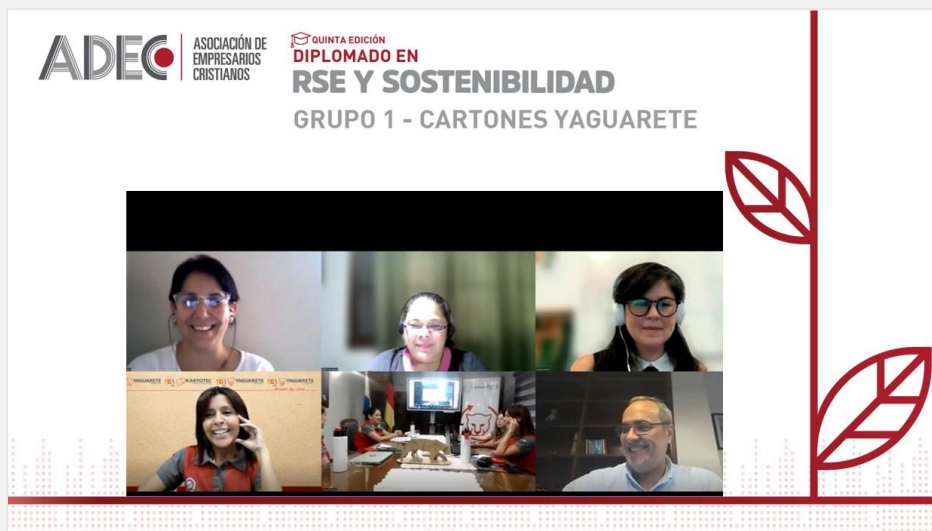 ADEC
ASOCIACIÓN DE
EMPRESARIOS
CRISTIANOS
QUINTA EDICIÓN
DIPLOMADO EN
RSE Y SOSTENIBILIDAD
GRUPO 1 - CARTONES YAGUARETE
YAGUARETE KARTOTEC YAGUARETE YAGUARETE